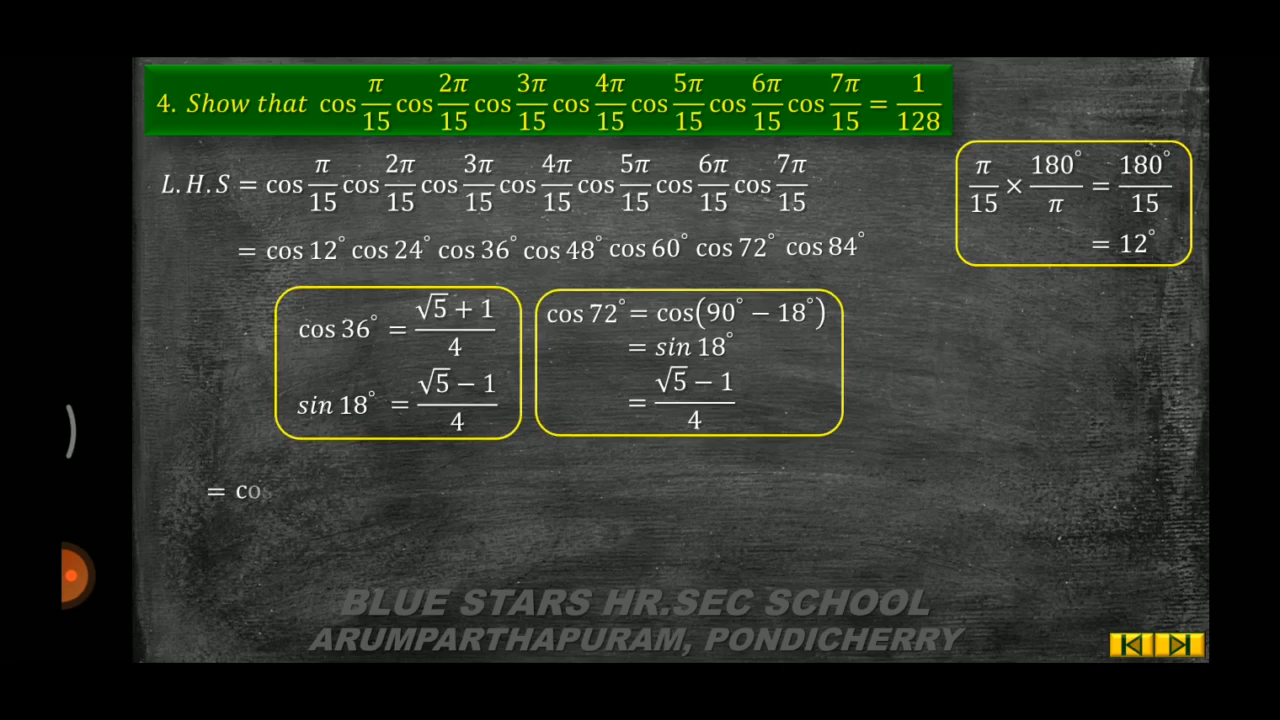 4. Show that cos π/15 cos 2π/15 cos 3π/15 cos 4π/15 cos 5π/15 cos 6π/15 cos 7π/15 = 1/128
L.H.S = cos π/15 cos 2π/15 cos 3π/15 cos 4π/15 cos 5π/15 cos 6π/15 cos 7π/15
π/15 × 180°/π = 180°/15
= 12°
= cos 12° cos 24° cos 36° cos 48° cos 60° cos 72° cos 84°
cos 36° = (√5 + 1)/4
sin 18° = (√5 − 1)/4
cos 72° = cos(90° − 18°)
= sin 18°
= (√5 − 1)/4
= cos
BLUE STARS HR.SEC SCHOOL
ARUMPARTHAPURAM, PONDICHERRY